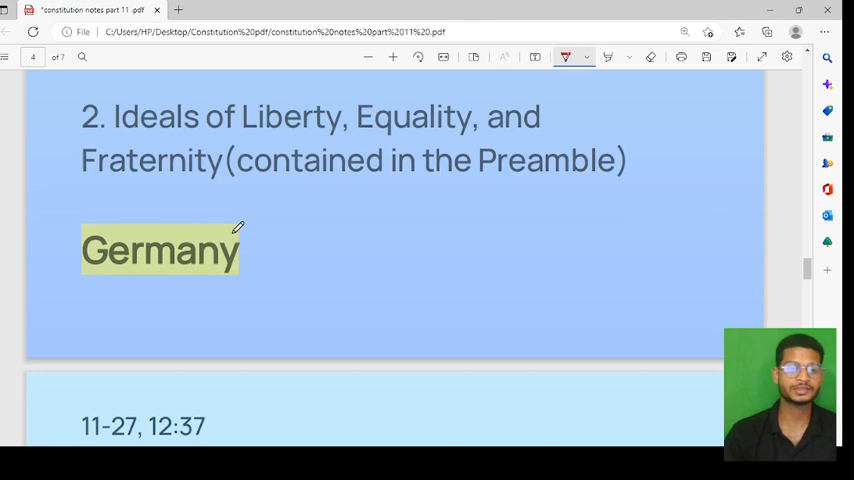 *constitution notes part 11 .pdf
File
C:/Users/HP/Desktop/Constitution%20pdf/constitution%20notes%20part%2011%20.pdf
4 of 7
2. Ideals of Liberty, Equality, and
Fraternity(contained in the Preamble)
Germany
11-27, 12:37